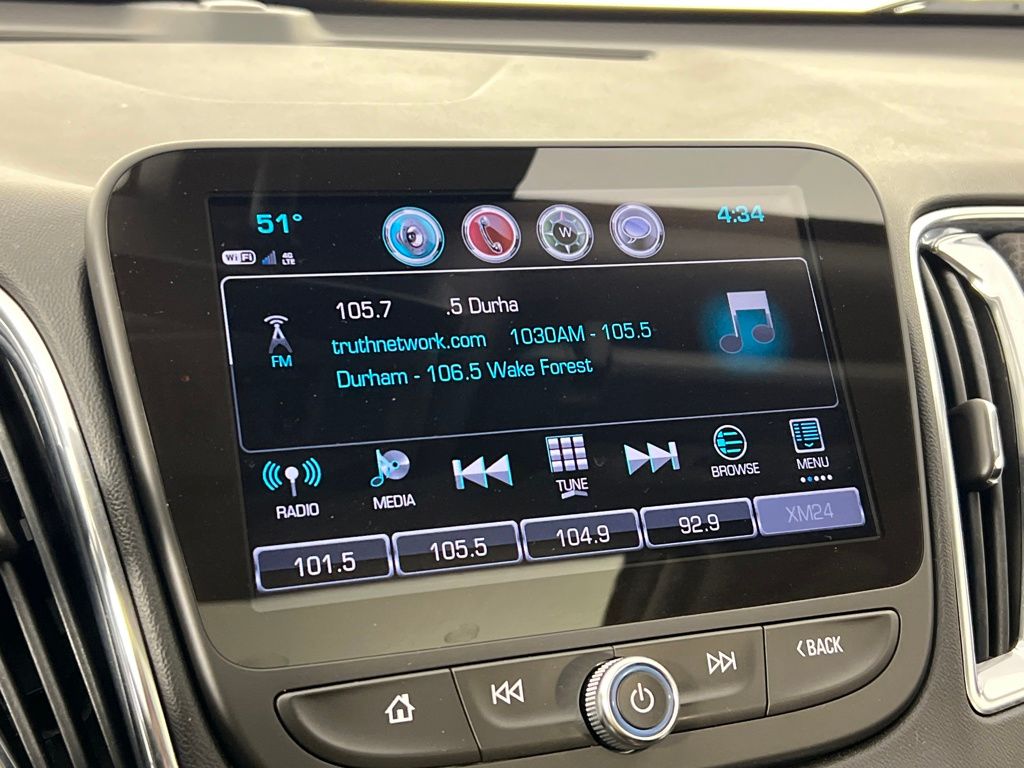 51° 4:34
W
WiFi 4G LTE
105.7 .5 Durha
truthnetwork.com 1030AM - 105.5
FM
Durham - 106.5 Wake Forest
RADIO MEDIA TUNE BROWSE MENU
101.5 105.5 104.9 92.9 XM24
<BACK